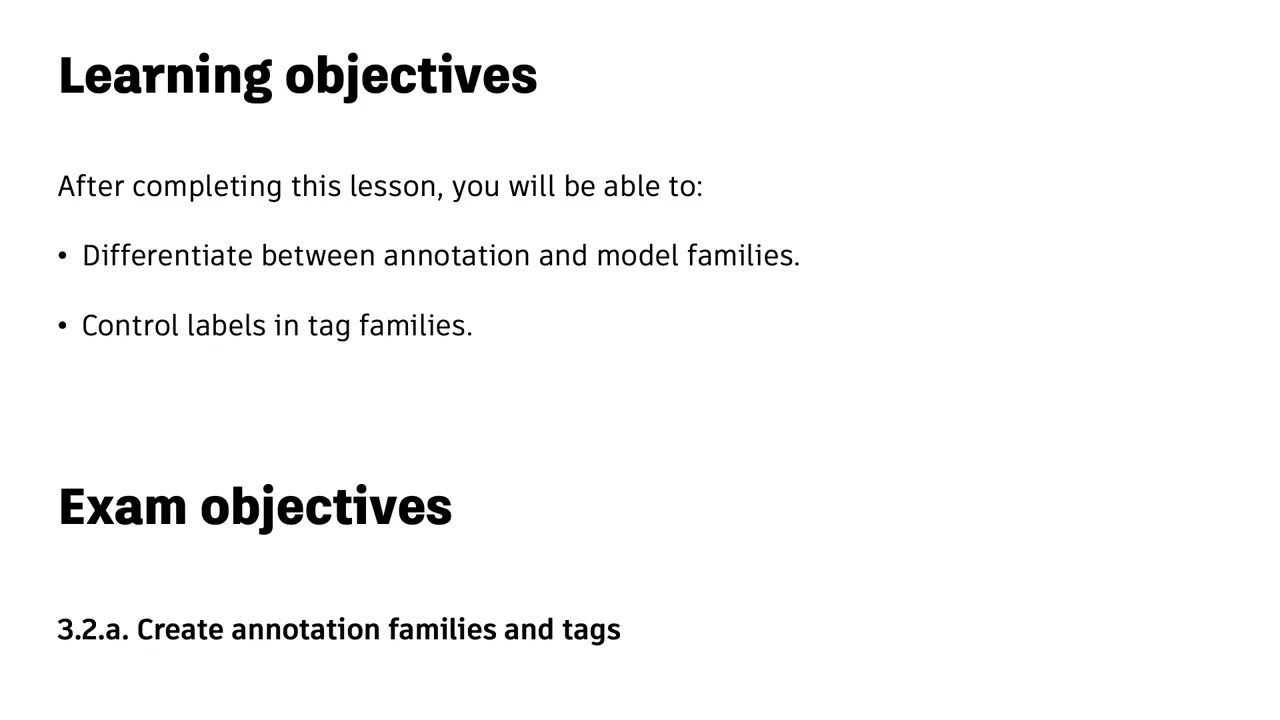 Learning objectives
After completing this lesson, you will be able to:
• Differentiate between annotation and model families.
• Control labels in tag families.
Exam objectives
3.2.a. Create annotation families and tags